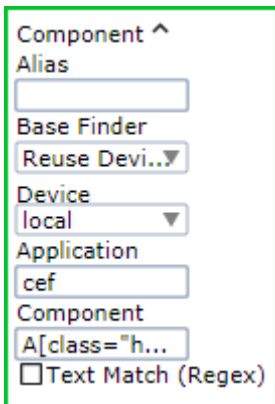 Component ^
Alias
Base Finder
Reuse Devi...
Device
local
Application
cef
Component
A[class="h...
Text Match (Regex)